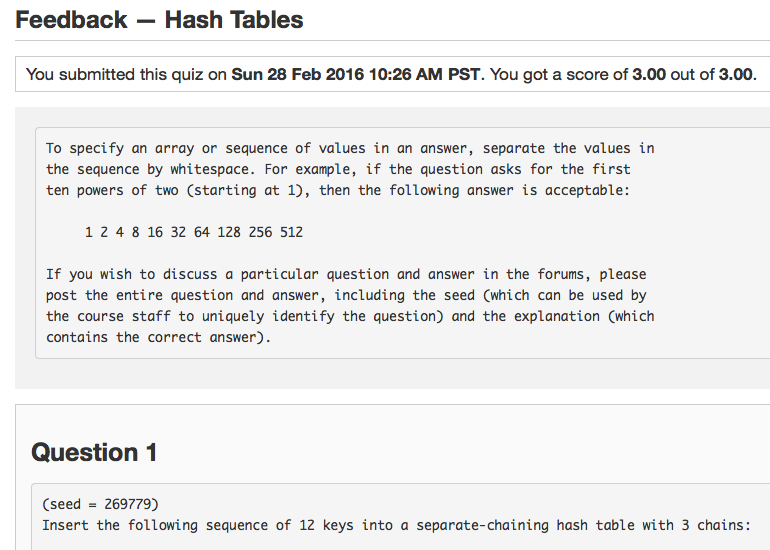 Feedback — Hash Tables
You submitted this quiz on Sun 28 Feb 2016 10:26 AM PST. You got a score of 3.00 out of 3.00.
To specify an array or sequence of values in an answer, separate the values in
the sequence by whitespace. For example, if the question asks for the first
ten powers of two (starting at 1), then the following answer is acceptable:
1 2 4 8 16 32 64 128 256 512
If you wish to discuss a particular question and answer in the forums, please
post the entire question and answer, including the seed (which can be used by
the course staff to uniquely identify the question) and the explanation (which
contains the correct answer).
Question 1
(seed = 269779)
Insert the following sequence of 12 keys into a separate-chaining hash table with 3 chains: